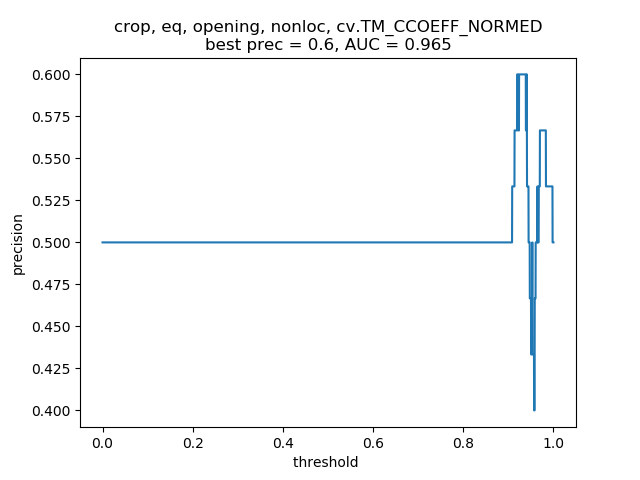 crop, eq, opening, nonloc, cv.TM_CCOEFF_NORMED
best prec = 0.6, AUC = 0.965
0.600
0.575
0.550
0.525
0.500
0.475
0.450
0.425
0.400
precision
0.0 0.2 0.4 0.6 0.8 1.0
threshold